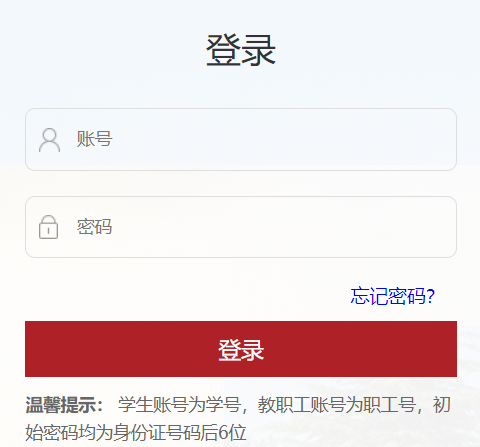 登录
账号
密码
忘记密码？
登录
温馨提示： 学生账号为学号，教职工账号为职工号，初
始密码均为身份证号码后6位